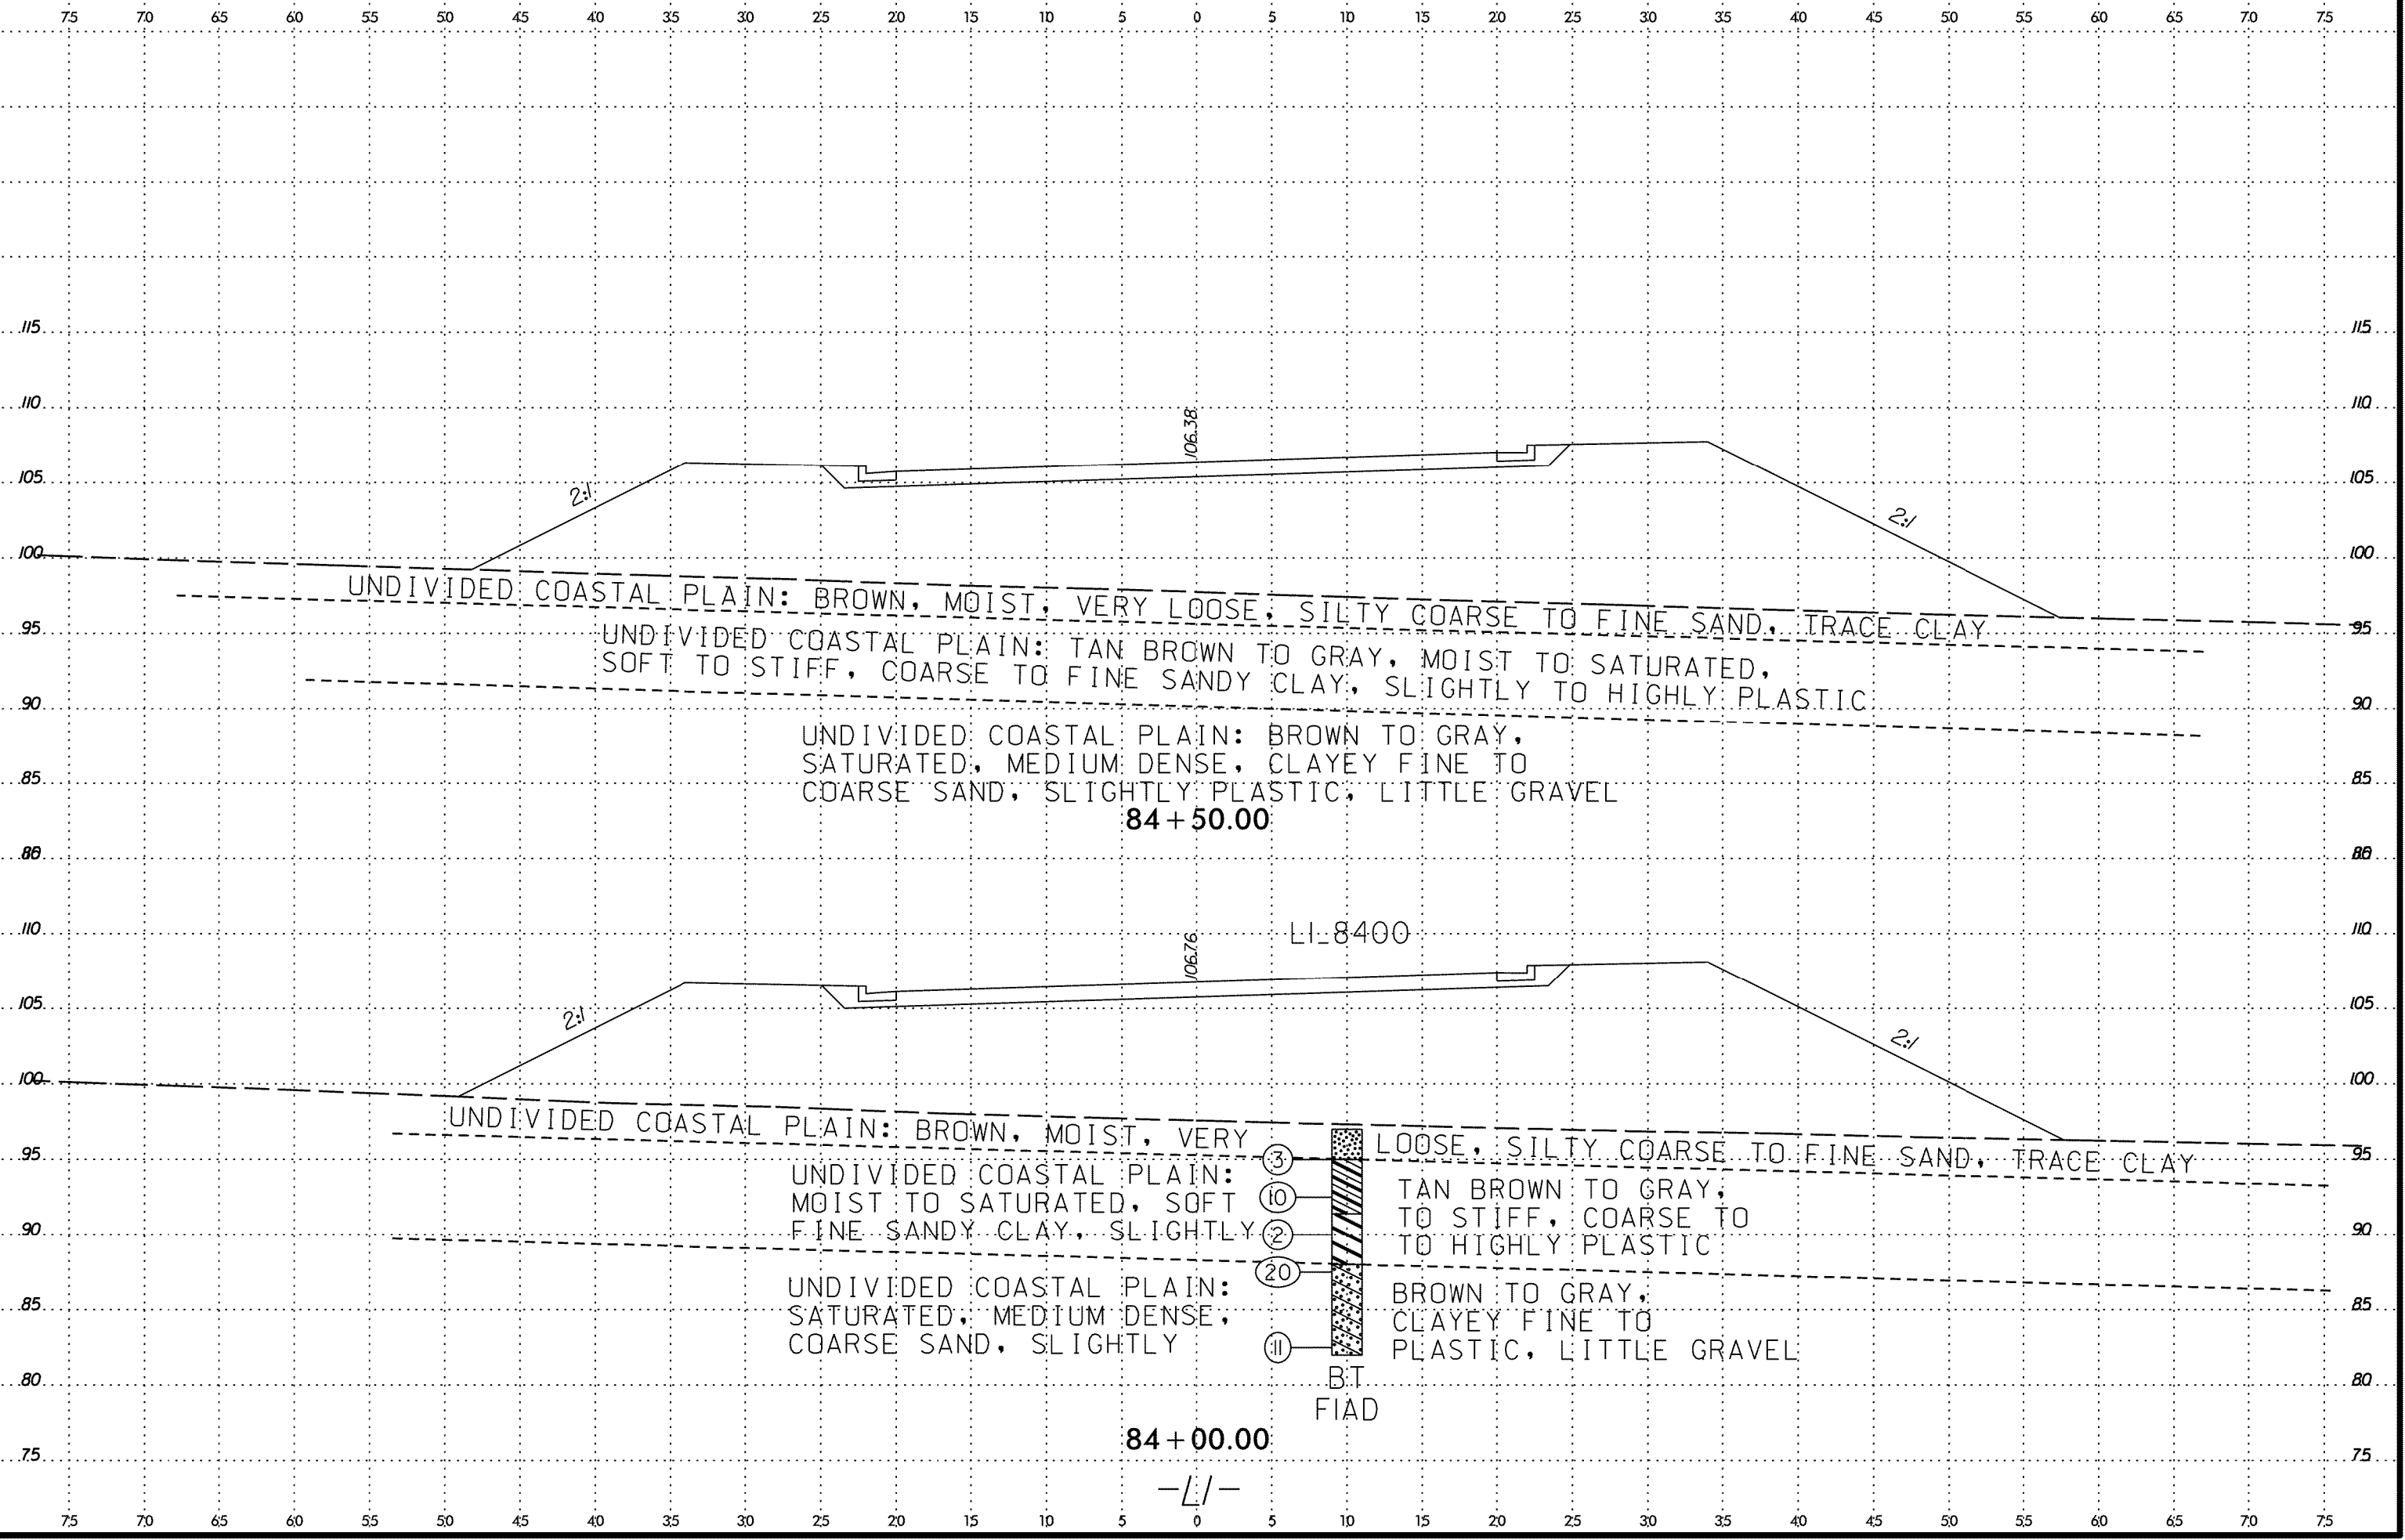 75 70 65 60 55 50 45 40 35 30 25 20 15 10 5 0 5 10 15 20 25 30 35 40 45 50 55 60 65 70 75
115 115
110 110
106.38
105 105
2:1 2:1
100 100
UNDIVIDED COASTAL PLAIN: BROWN, MOIST, VERY LOOSE, SILTY COARSE TO FINE SAND, TRACE CLAY
95 95
UNDIVIDED COASTAL PLAIN: TAN BROWN TO GRAY, MOIST TO SATURATED,
SOFT TO STIFF, COARSE TO FINE SANDY CLAY, SLIGHTLY TO HIGHLY PLASTIC
90 90
UNDIVIDED COASTAL PLAIN: BROWN TO GRAY,
SATURATED, MEDIUM DENSE, CLAYEY FINE TO
85 85
COARSE SAND, SLIGHTLY PLASTIC, LITTLE GRAVEL
84+50.00
110 110
L1_8400
106.76
105 105
2:1 2:1
100 100
UNDIVIDED COASTAL PLAIN: BROWN, MOIST, VERY LOOSE, SILTY COARSE TO FINE SAND, TRACE CLAY
95 3 95
UNDIVIDED COASTAL PLAIN: TAN BROWN TO GRAY,
MOIST TO SATURATED, SOFT 10 TO STIFF, COARSE TO
90 FINE SANDY CLAY, SLIGHTLY 2 TO HIGHLY PLASTIC 90
20
UNDIVIDED COASTAL PLAIN: BROWN TO GRAY,
85 85
SATURATED, MEDIUM DENSE, CLAYEY FINE TO
COARSE SAND, SLIGHTLY 11 PLASTIC, LITTLE GRAVEL
80 BT 80
FIAD
84+00.00
75 75
-L1-
75 70 65 60 55 50 45 40 35 30 25 20 15 10 5 0 5 10 15 20 25 30 35 40 45 50 55 60 65 70 75